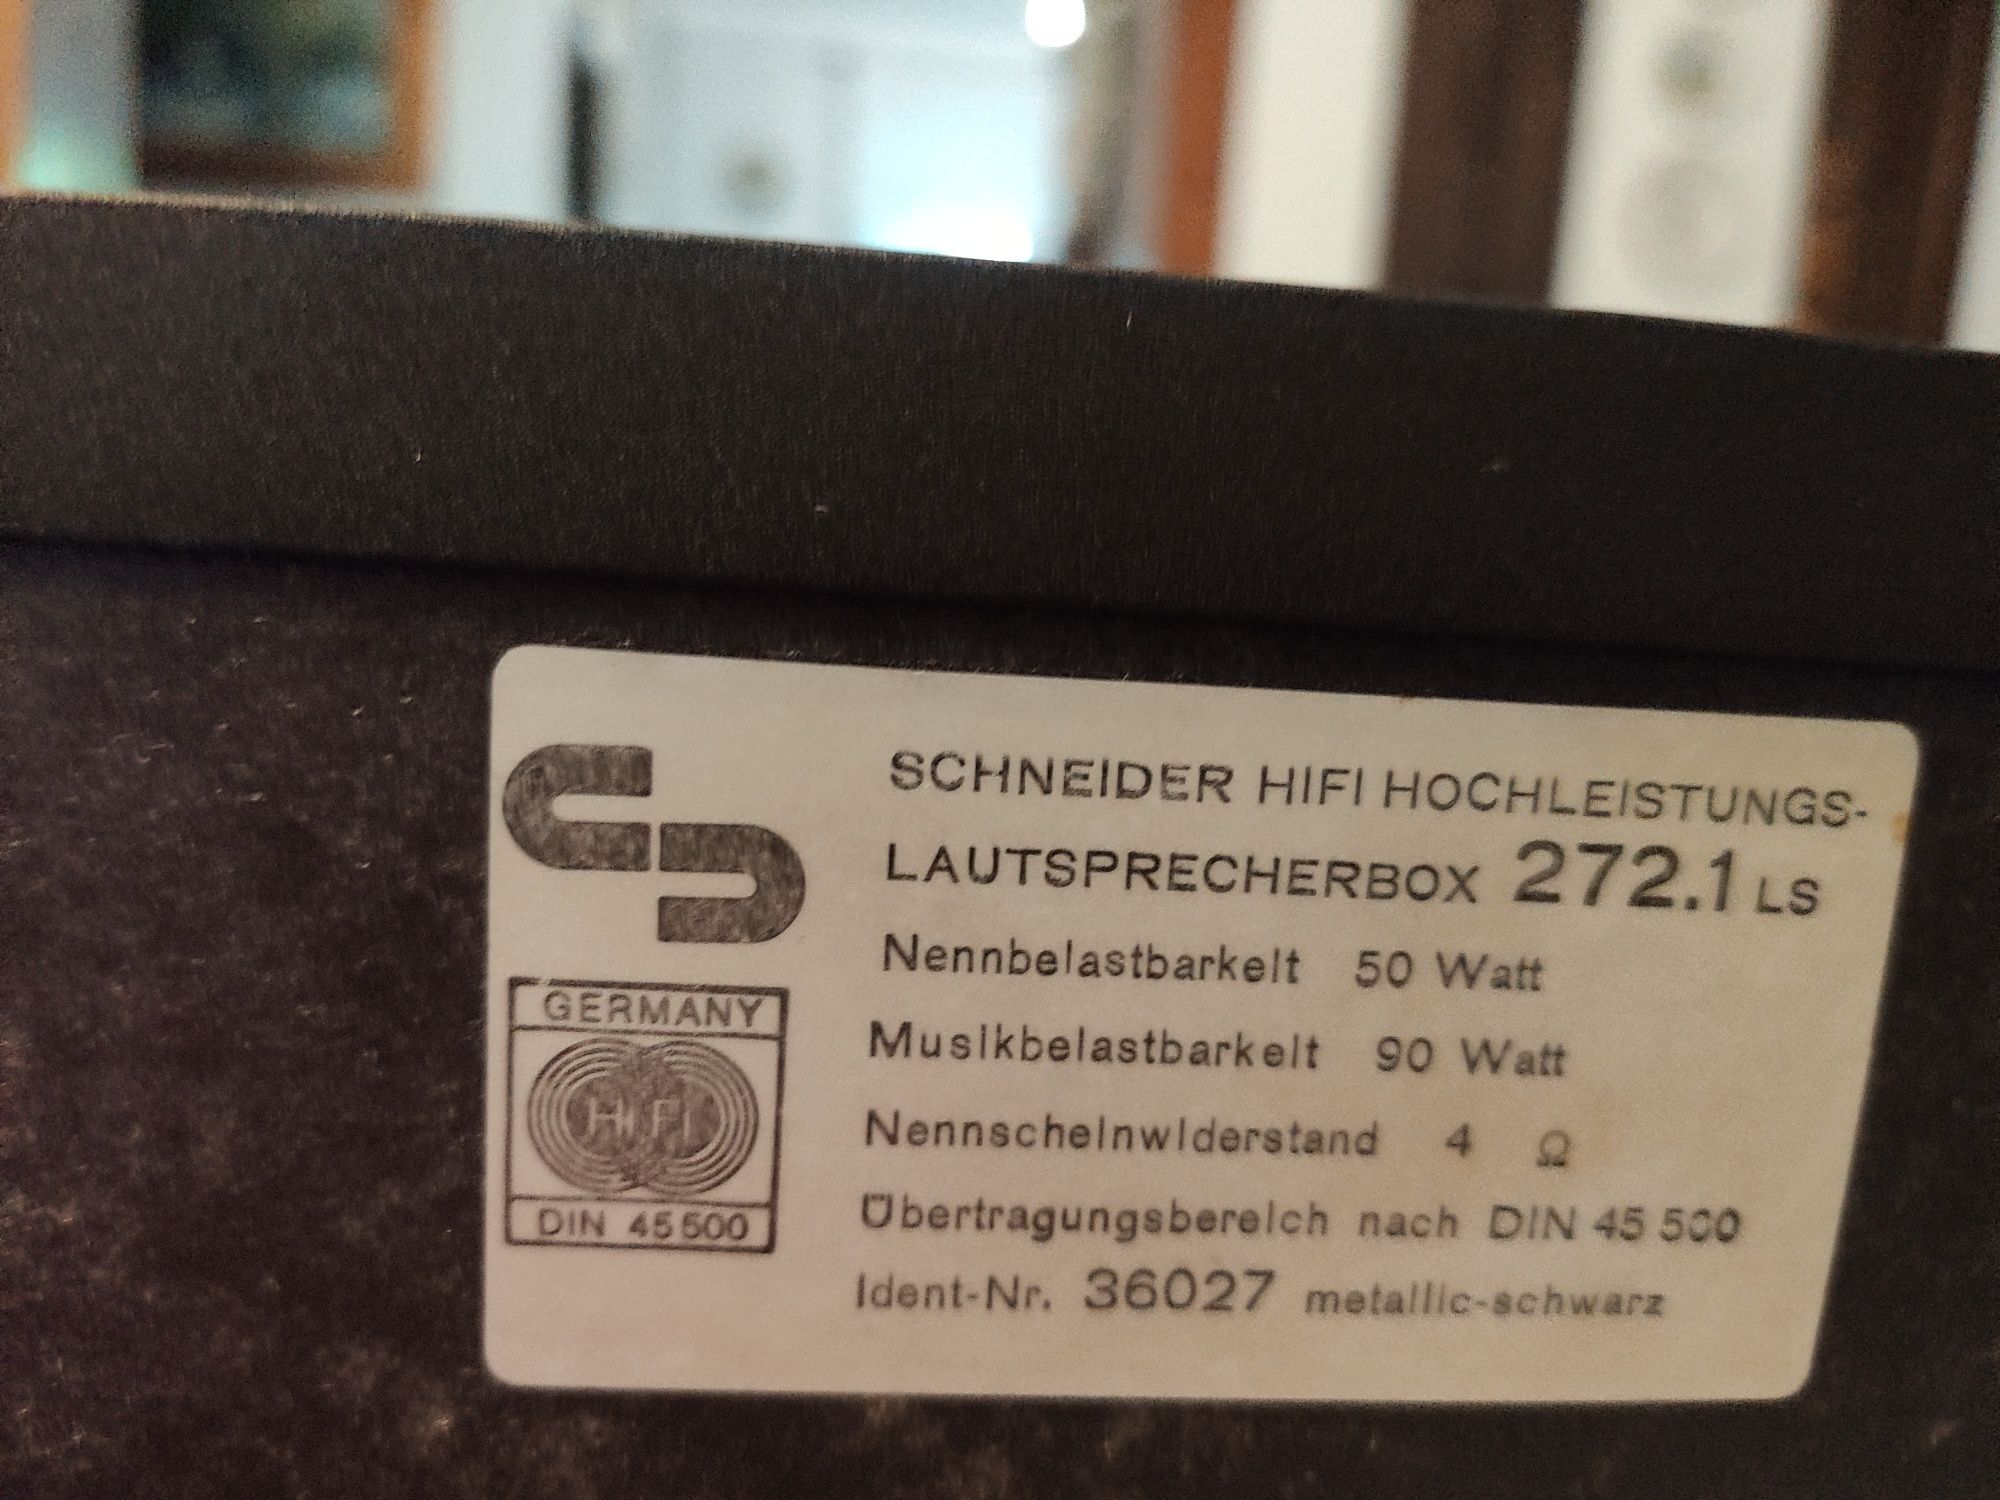 SCHNEIDER HIFI HOCHLEISTUNGS-
LAUTSPRECHERBOX 272.1 LS
Nennbelastbarkeit 50 Watt
Musikbelastbarkeit 90 Watt
Nennscheinwiderstand 4 Ω
Übertragungsbereich nach DIN 45 500
Ident-Nr. 36027 metallic-schwarz
GERMANY
HiFi
DIN 45500